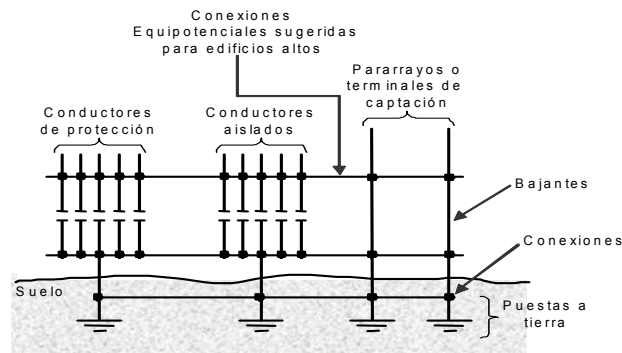 Conexiones
Equipotenciales sugeridas
para edificios altos
Pararrayos o
terminales de
captación
Conductores
de protección
Conductores
aislados
Bajantes
Conexiones
Suelo
Puestas a
tierra